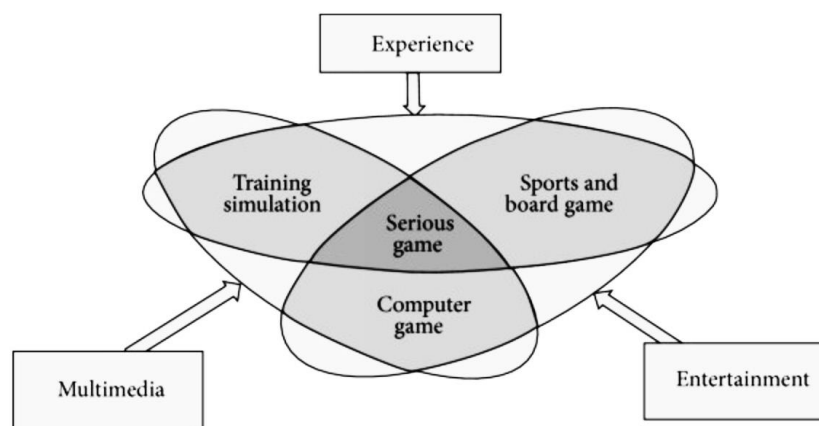 Experience
Training
simulation
Sports and
board game
Serious
game
Computer
game
Multimedia
Entertainment